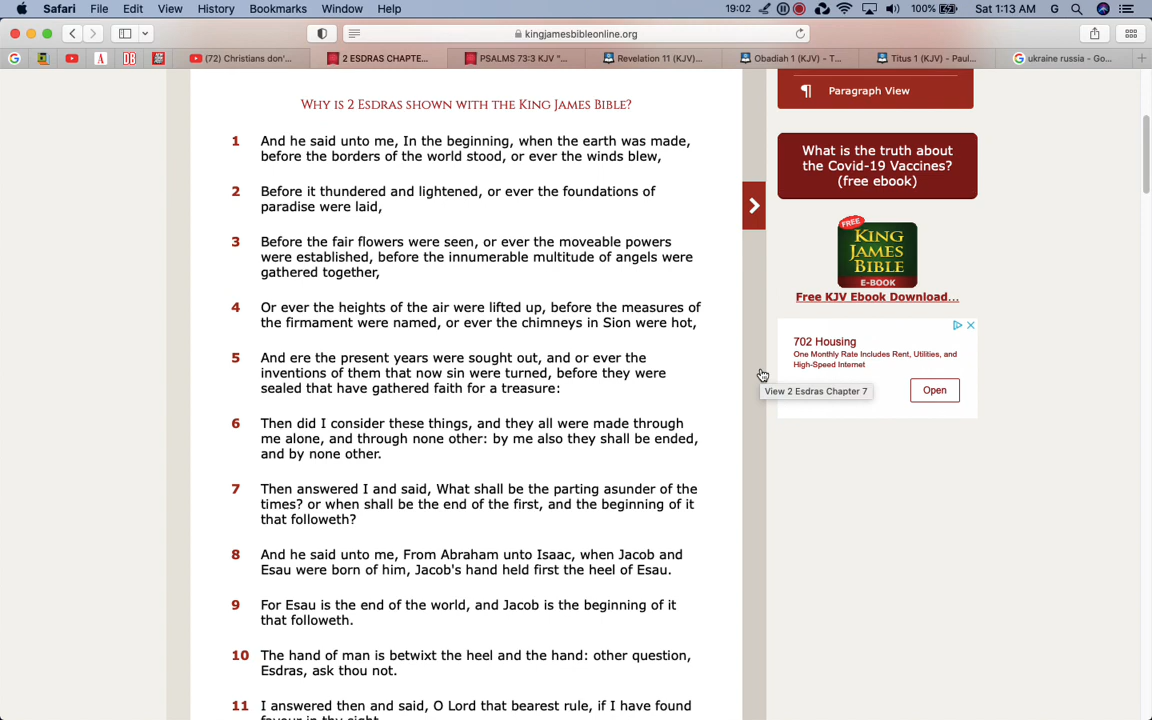 Safari File Edit View History Bookmarks Window Help 19:02 100% Sat 1:13 AM G
kingjamesbibleonline.org
(72) Christians don'... 2 ESDRAS CHAPTE... PSALMS 73:3 KJV "... Revelation 11 (KJV)... Obadiah 1 (KJV) - T... Titus 1 (KJV) - Paul... ukraine russia - Go...
WHY IS 2 ESDRAS SHOWN WITH THE KING JAMES BIBLE?
1 And he said unto me, In the beginning, when the earth was made,
before the borders of the world stood, or ever the winds blew,
2 Before it thundered and lightened, or ever the foundations of
paradise were laid,
3 Before the fair flowers were seen, or ever the moveable powers
were established, before the innumerable multitude of angels were
gathered together,
4 Or ever the heights of the air were lifted up, before the measures of
the firmament were named, or ever the chimneys in Sion were hot,
5 And ere the present years were sought out, and or ever the
inventions of them that now sin were turned, before they were
sealed that have gathered faith for a treasure:
6 Then did I consider these things, and they all were made through
me alone, and through none other: by me also they shall be ended,
and by none other.
7 Then answered I and said, What shall be the parting asunder of the
times? or when shall be the end of the first, and the beginning of it
that followeth?
8 And he said unto me, From Abraham unto Isaac, when Jacob and
Esau were born of him, Jacob's hand held first the heel of Esau.
9 For Esau is the end of the world, and Jacob is the beginning of it
that followeth.
10 The hand of man is betwixt the heel and the hand: other question,
Esdras, ask thou not.
11 I answered then and said, O Lord that bearest rule, if I have found
favour in thy sight,
¶ Paragraph View
What is the truth about
the Covid-19 Vaccines?
(free ebook)
FREE
KING
JAMES
BIBLE
E-BOOK
Free KJV Ebook Download...
702 Housing
One Monthly Rate Includes Rent, Utilities, and
High-Speed Internet
Open
View 2 Esdras Chapter 7